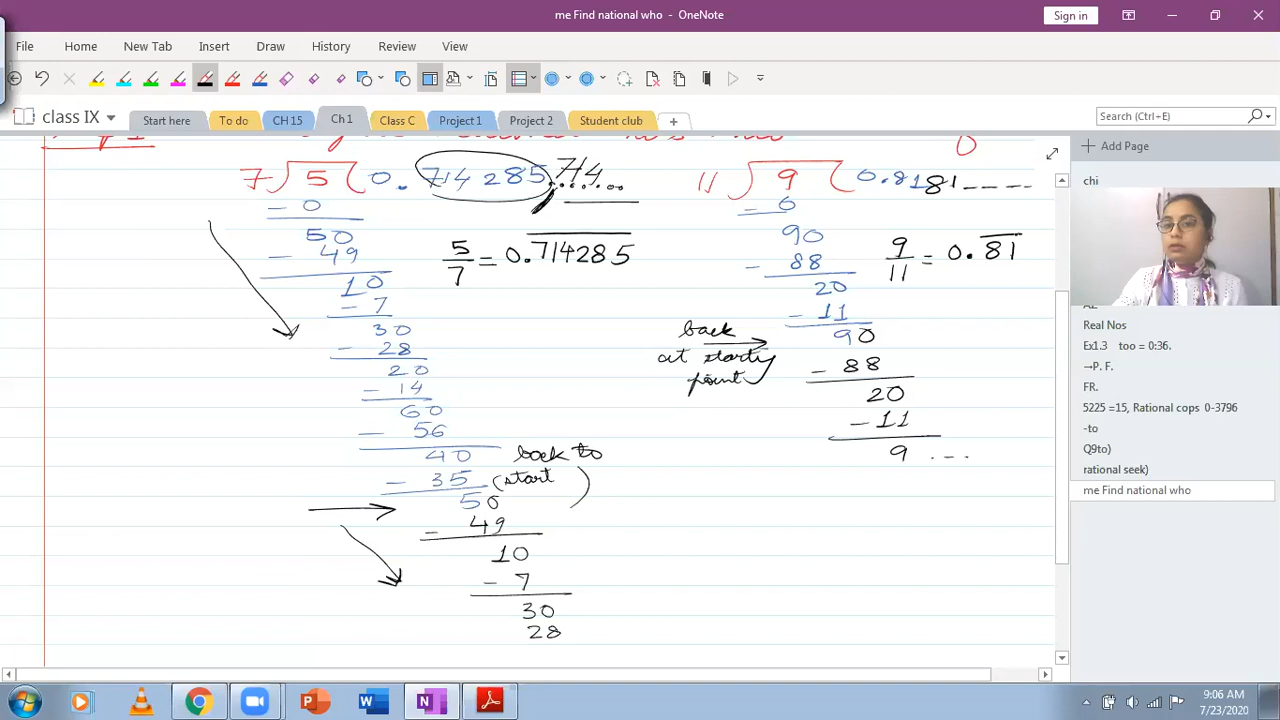 me Find national who - OneNote
Sign in
File Home New Tab Insert Draw History Review View
class IX
Start here To do CH 15 Ch 1 Class C Project 1 Project 2 Student club
Search (Ctrl+E)
Add Page
chi
Real Nos
Ex1.3 too = 0:36.
→P. F.
FR.
5225 =15, Rational cops 0-3796
-to
Q9to)
rational seek)
me Find national who
7 ) 5 ( 0.714 285 714......
- 0
50
- 49
10
- 7
30
- 28
20
- 14
60
- 56
40
- 35
50
- 49
10
- 7
30
28
back to
(start)
5/7 = 0.714285
11 ) 9 ( 0.8181----
- 0
90
- 88
20
- 11
90
- 88
20
- 11
9 ...
back
at starty
point
9/11 = 0.81
9:06 AM
7/23/2020